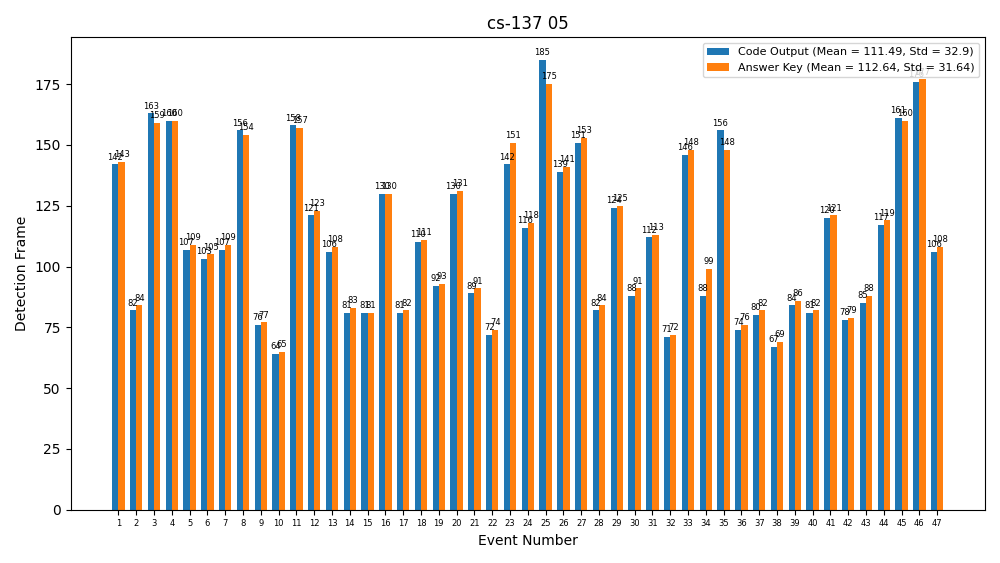 cs-137 05
Code Output (Mean = 111.49, Std = 32.9)
Answer Key (Mean = 112.64, Std = 31.64)
Detection Frame
175
150
125
100
75
50
25
0
142 143 82 84 163 159 160 160 107 109 103 105 107 109 156 154 76 77 64 65 158 157 121 123 106 108 81 83 81 81 130 130 81 82 110 111 92 93 130 131 89 91 72 74 142 151 116 118 185 175 139 141 151 153 82 84 124 125 88 91 112 113 71 72 146 148 88 99 156 148 74 76 80 82 67 69 84 86 81 82 120 121 78 79 85 88 117 119 161 160 106 108
1 2 3 4 5 6 7 8 9 10 11 12 13 14 15 16 17 18 19 20 21 22 23 24 25 26 27 28 29 30 31 32 33 34 35 36 37 38 39 40 41 42 43 44 45 46 47
Event Number